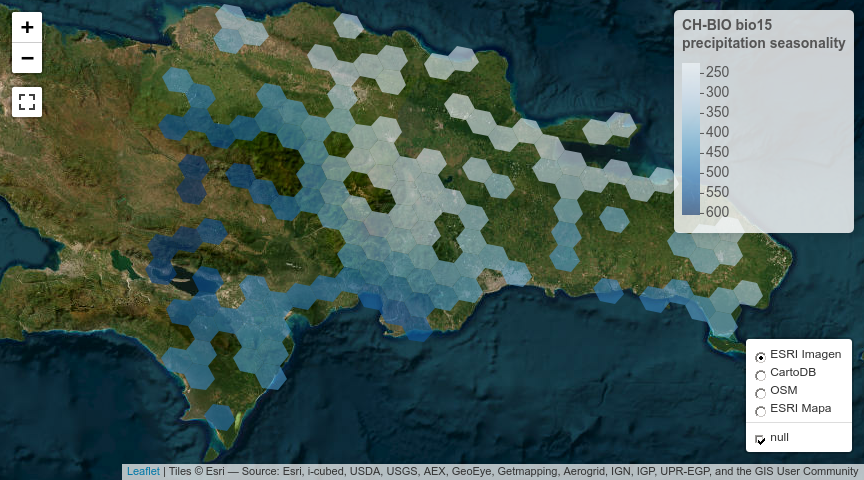 +
−
CH-BIO bio15
precipitation seasonality
250
300
350
400
450
500
550
600
ESRI Imagen
CartoDB
OSM
ESRI Mapa
null
Leaflet | Tiles © Esri — Source: Esri, i-cubed, USDA, USGS, AEX, GeoEye, Getmapping, Aerogrid, IGN, IGP, UPR-EGP, and the GIS User Community